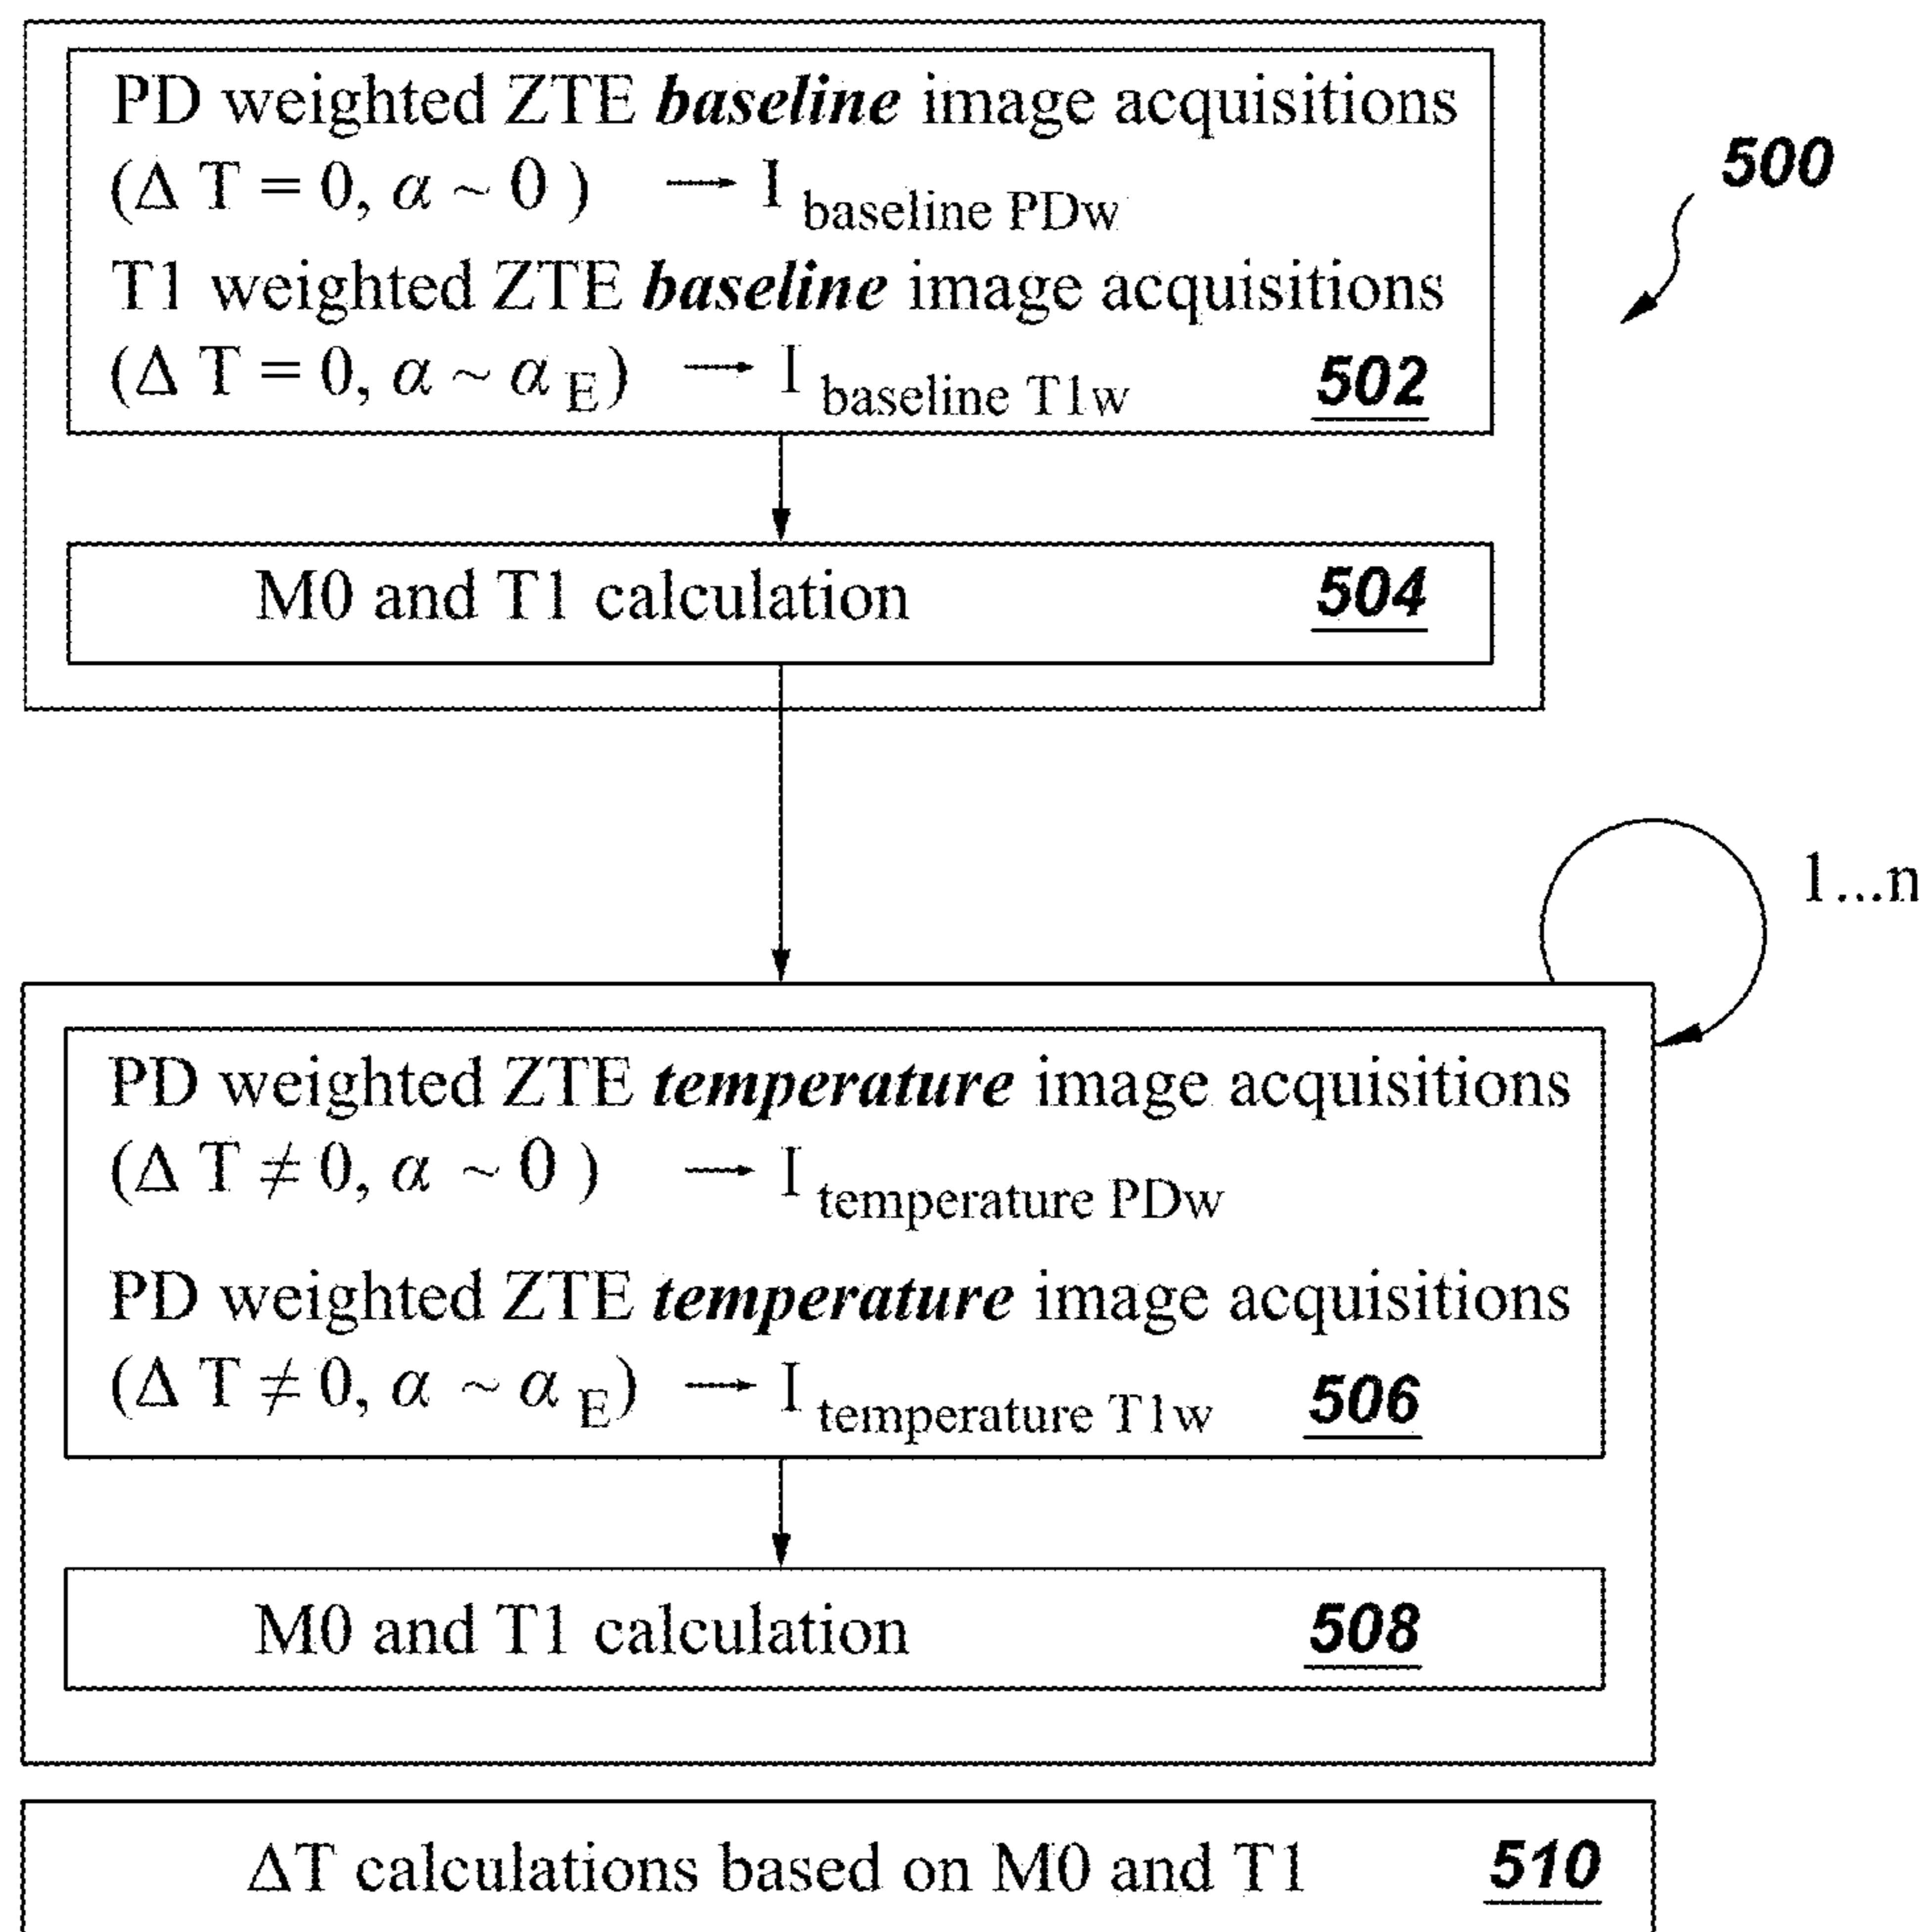 PD weighted ZTE baseline image acquisitions
(Δ T = 0, α ~ 0 ) → I baseline PDw
500
T1 weighted ZTE baseline image acquisitions
(Δ T = 0, α ~ α E) → I baseline T1w 502
M0 and T1 calculation 504
1...n
PD weighted ZTE temperature image acquisitions
(Δ T ≠ 0, α ~ 0 ) → I temperature PDw
PD weighted ZTE temperature image acquisitions
(Δ T ≠ 0, α ~ α E) → I temperature T1w 506
M0 and T1 calculation 508
ΔT calculations based on M0 and T1 510